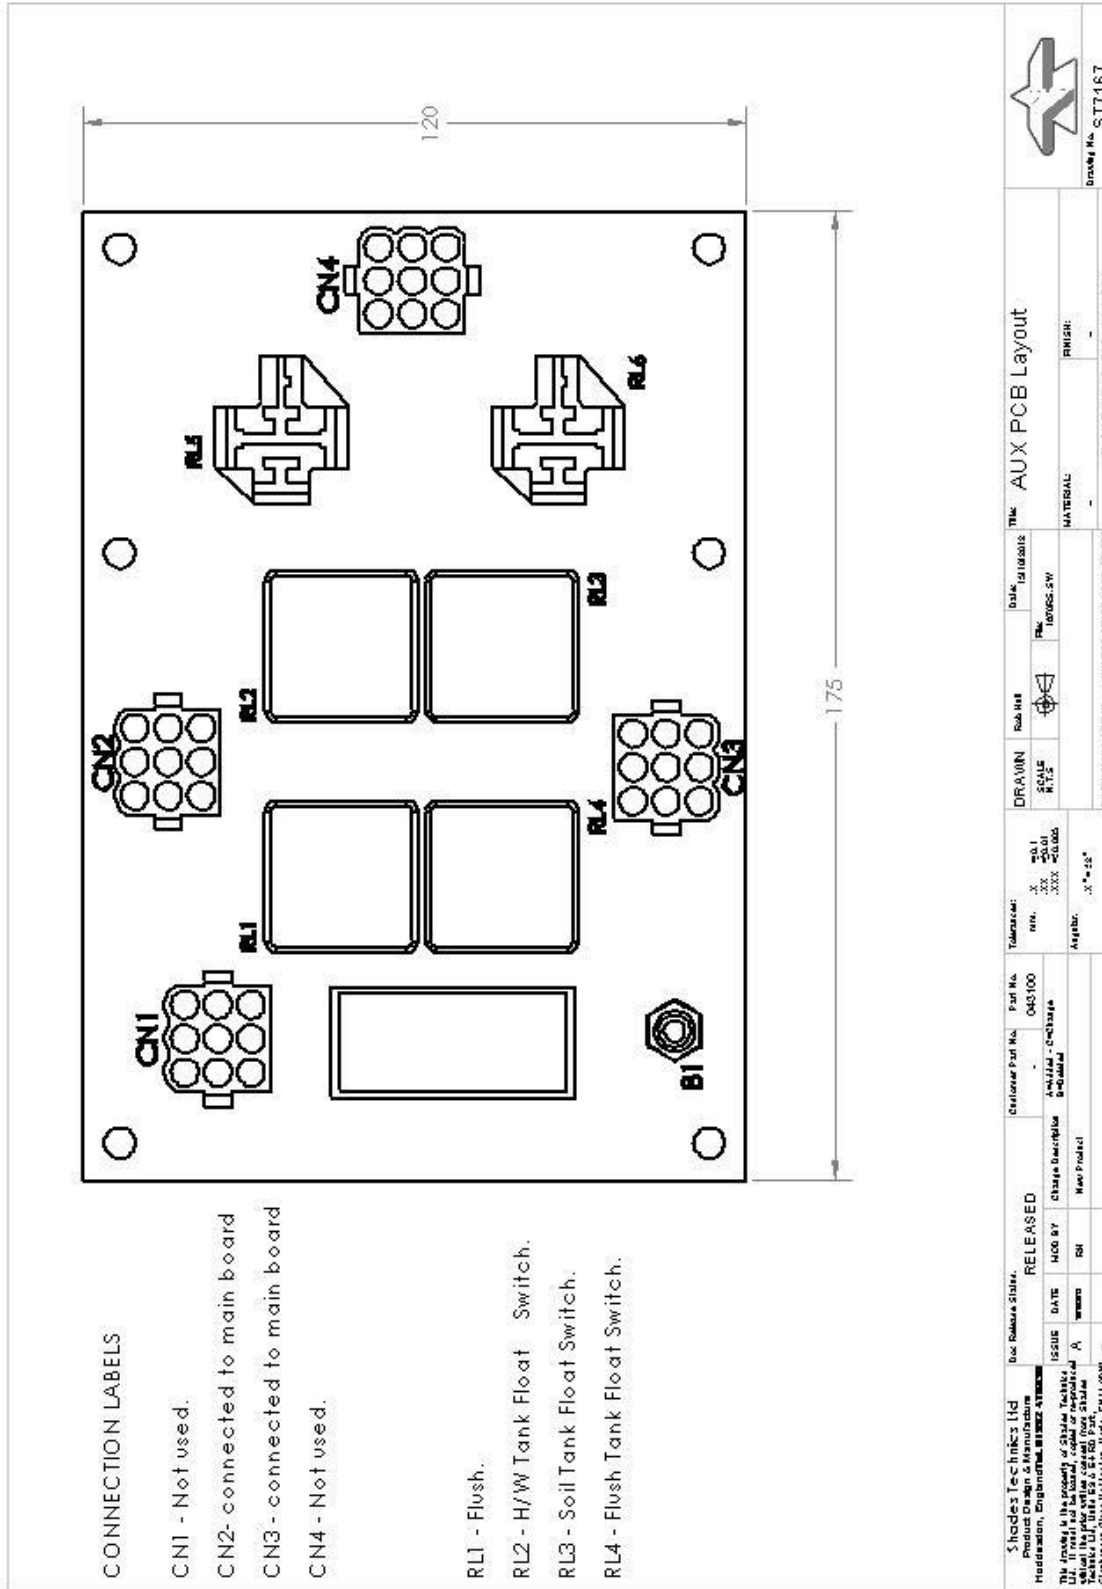 CONNECTION LABELS
CN1 - Not used.
CN2- connected to main board
CN3 - connected to main board
CN4 - Not used.
RL1 - Flush.
RL2 - H/W Tank Float Switch.
RL3 - Soil Tank Float Switch.
RL4 - Flush Tank Float Switch.
CN1
CN2
CN3
CN4
RL1
RL2
RL3
RL4
RL5
RL6
B1
120
175
Shades Technics Ltd
Product Design & Manufacture
Doc Release Status.
RELEASED
ISSUE DATE MOD BY Change Description
A RH New Product
Customer Part No.
-
Part No.
043100
Tolerances:
Angular.
DRAWN Rob Hall
SCALE
N.T.S
Date:
File:
Title: AUX PCB Layout
MATERIAL:
-
FINISH:
-
Drawing No. ST7167